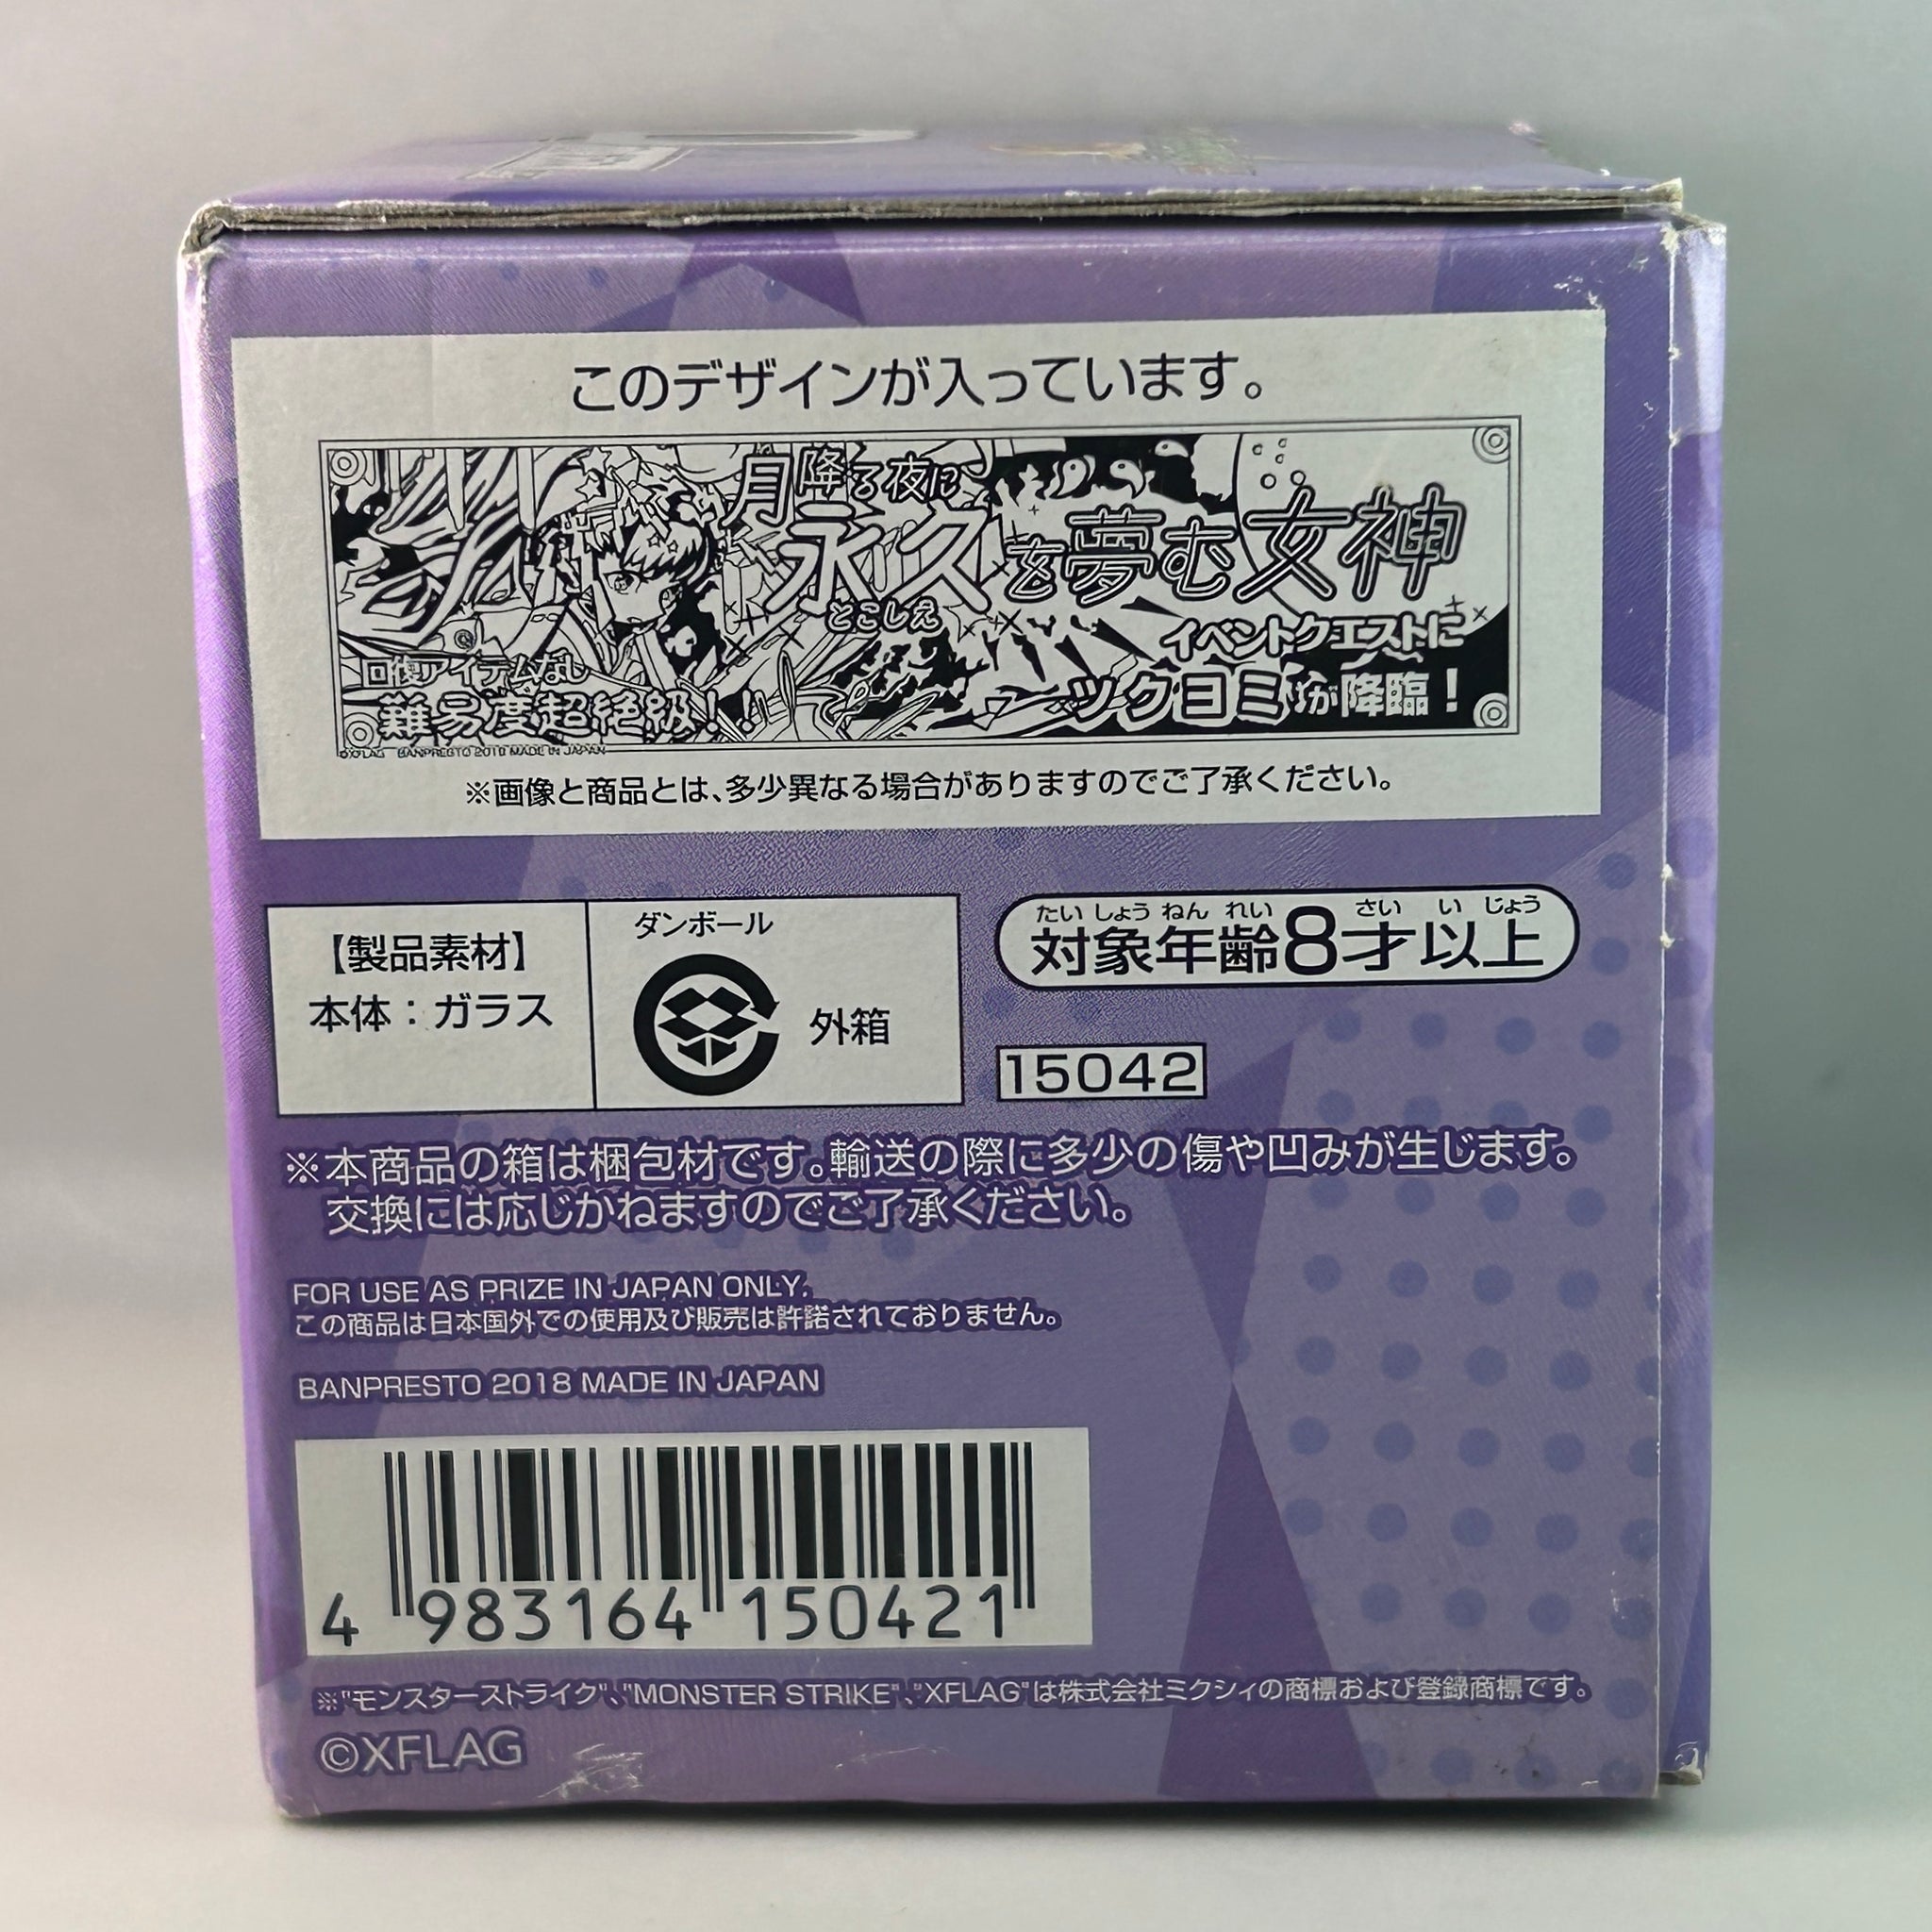 このデザインが入っています。
月降る夜に
永久を夢む女神
とこしえ
イベントクエストに
ツクヨミが降臨！
回復アイテムなし
難易度超絶級！！
©XFLAG BANPRESTO 2018 MADE IN JAPAN
※画像と商品とは、多少異なる場合がありますのでご了承ください。
【製品素材】
本体：ガラス
ダンボール
外箱
たいしょうねんれい さい いじょう
対象年齢8才以上
15042
※本商品の箱は梱包材です。輸送の際に多少の傷や凹みが生じます。
交換には応じかねますのでご了承ください。
FOR USE AS PRIZE IN JAPAN ONLY.
この商品は日本国外での使用及び販売は許諾されておりません。
BANPRESTO 2018 MADE IN JAPAN
4 983164 150421
※"モンスターストライク"、"MONSTER STRIKE"、"XFLAG"は株式会社ミクシィの商標および登録商標です。
©XFLAG